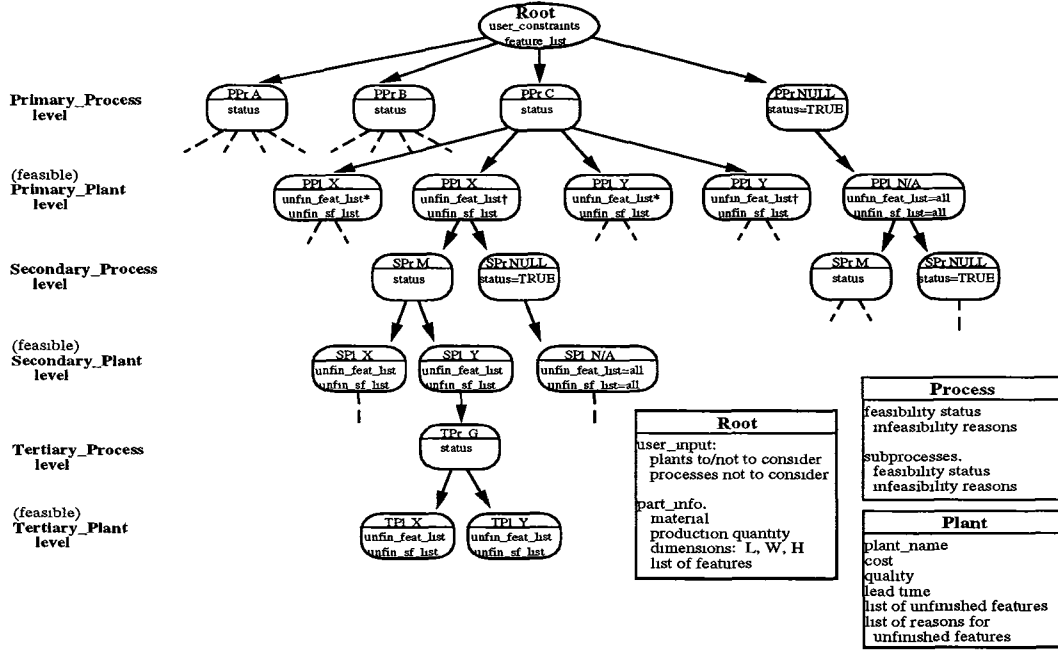 Root
user_constraints
feature_list
Primary_Process
level
PPr A
status
PPr B
status
PPr C
status
PPr NULL
status=TRUE
(feasible)
Primary_Plant
level
PPl X
unfin_feat_list*
unfin_sf_list
PPl X
unfin_feat_list†
unfin_sf_list
PPl Y
unfin_feat_list*
unfin_sf_list
PPl Y
unfin_feat_list†
unfin_sf_list
PPl N/A
unfin_feat_list=all
unfin_sf_list=all
Secondary_Process
level
SPr M
status
SPr NULL
status=TRUE
SPr M
status
SPr NULL
status=TRUE
(feasible)
Secondary_Plant
level
SPl X
unfin_feat_list
unfin_sf_list
SPl Y
unfin_feat_list
unfin_sf_list
SPl N/A
unfin_feat_list=all
unfin_sf_list=all
Tertiary_Process
level
TPr G
status
(feasible)
Tertiary_Plant
level
TPl X
unfin_feat_list
unfin_sf_list
TPl Y
unfin_feat_list
unfin_sf_list
Root
user_input:
plants to/not to consider
processes not to consider
part_info.
material
production quantity
dimensions: L, W, H
list of features
Process
feasibility status
infeasibility reasons
subprocesses.
feasibility status
infeasibility reasons
Plant
plant_name
cost
quality
lead time
list of unfinished features
list of reasons for
unfinished features